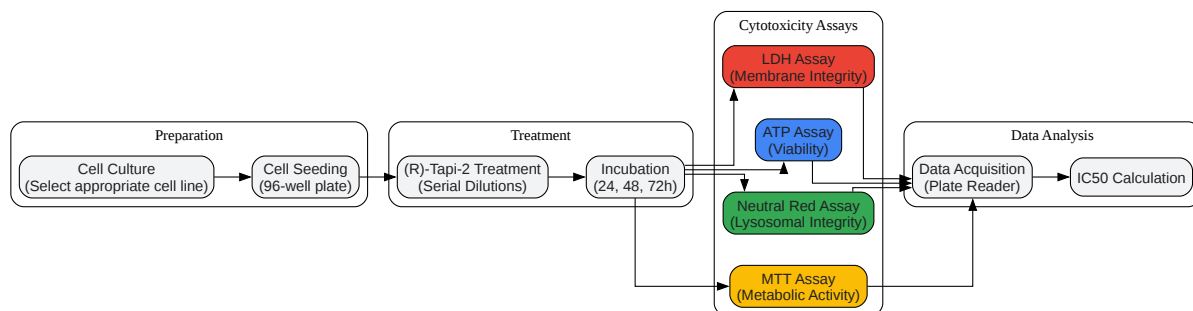 Preparation
Cell Culture
(Select appropriate cell line)
Cell Seeding
(96-well plate)
Treatment
(R)-Tapi-2 Treatment
(Serial Dilutions)
Incubation
(24, 48, 72h)
Cytotoxicity Assays
LDH Assay
(Membrane Integrity)
ATP Assay
(Viability)
Neutral Red Assay
(Lysosomal Integrity)
MTT Assay
(Metabolic Activity)
Data Analysis
Data Acquisition
(Plate Reader)
IC50 Calculation